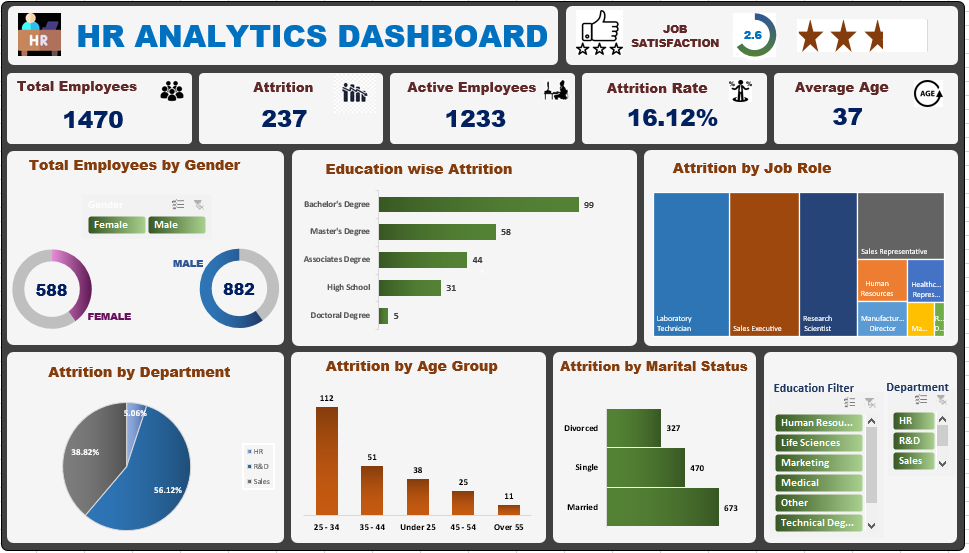 HR
HR ANALYTICS DASHBOARD
JOB
SATISFACTION
2.6
Total Employees
1470
Attrition
237
Active Employees
1233
Attrition Rate
16.12%
Average Age
AGE
37
Total Employees by Gender
Gender
Female
Male
588
FEMALE
MALE
882
Education wise Attrition
Bachelor's Degree
99
Master's Degree
58
Associates Degree
44
High School
31
Doctoral Degree
5
Attrition by Job Role
Laboratory
Technician
Sales Executive
Research
Scientist
Sales Representative
Human
Resources
Healthc...
Repres...
Manufactur...
Director
Ma...
R...
D...
Attrition by Department
5.06%
38.82%
56.12%
HR
R&D
Sales
Attrition by Age Group
112
51
38
25
11
25 - 34
35 - 44
Under 25
45 - 54
Over 55
Attrition by Marital Status
Divorced
327
Single
470
Married
673
Education Filter
Human Resou...
Life Sciences
Marketing
Medical
Other
Technical Deg...
Department
HR
R&D
Sales